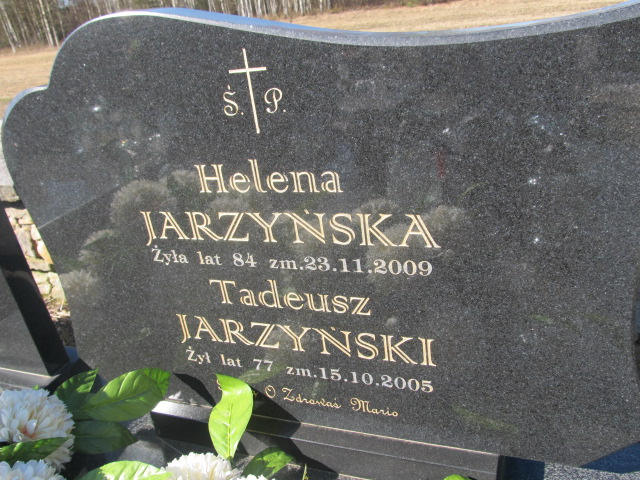 Ś. P.
Helena
JARZYŃSKA
Żyła lat 84 zm.23.11.2009
Tadeusz
JARZYŃSKI
Żył lat 77 zm.15.10.2005
O Zdrowaś Mario